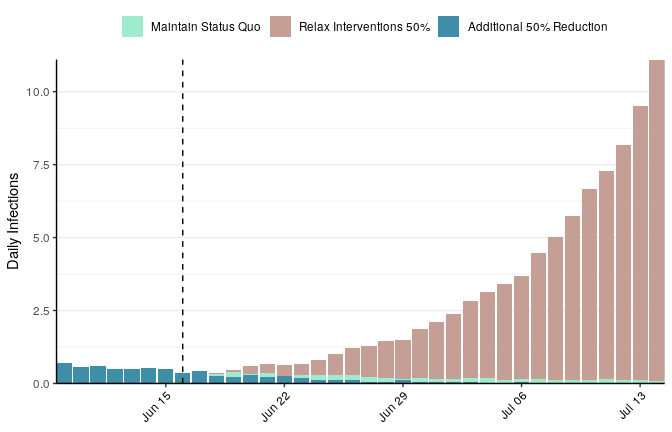 Maintain Status Quo Relax Interventions 50% Additional 50% Reduction
Daily Infections
10.0
7.5
5.0
2.5
0.0
Jun 15 Jun 22 Jun 29 Jul 06 Jul 13